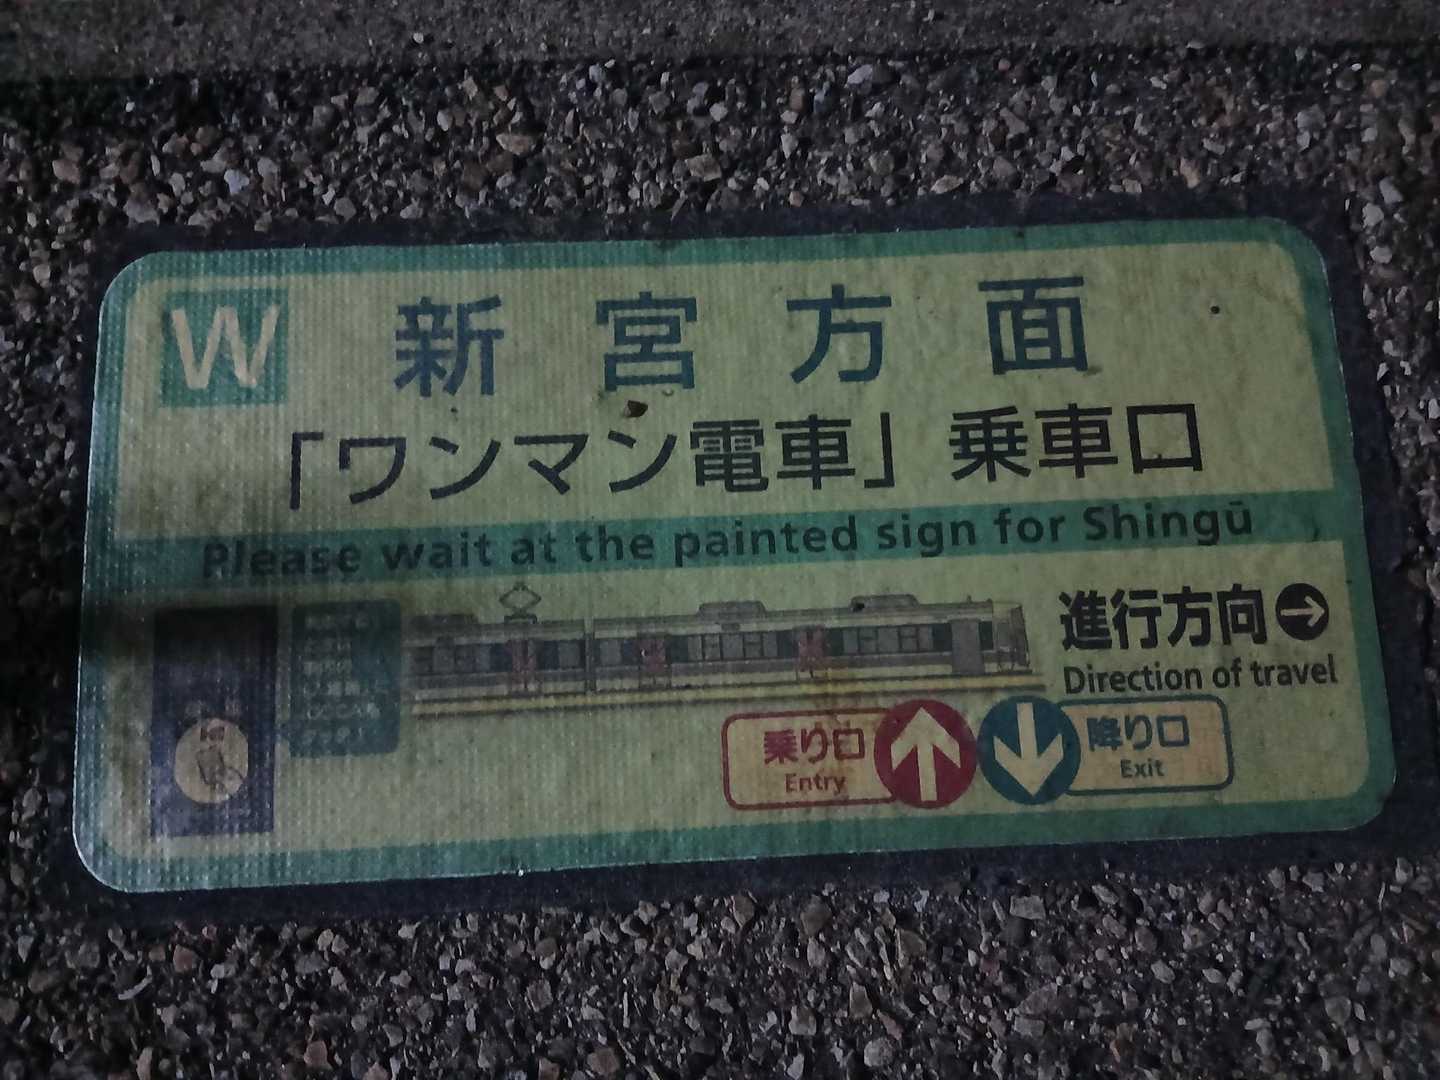 W 新宮方面
「ワンマン電車」乗車口
Please wait at the painted sign for Shingū
進行方向
Direction of travel
乗り口
Entry
降り口
Exit